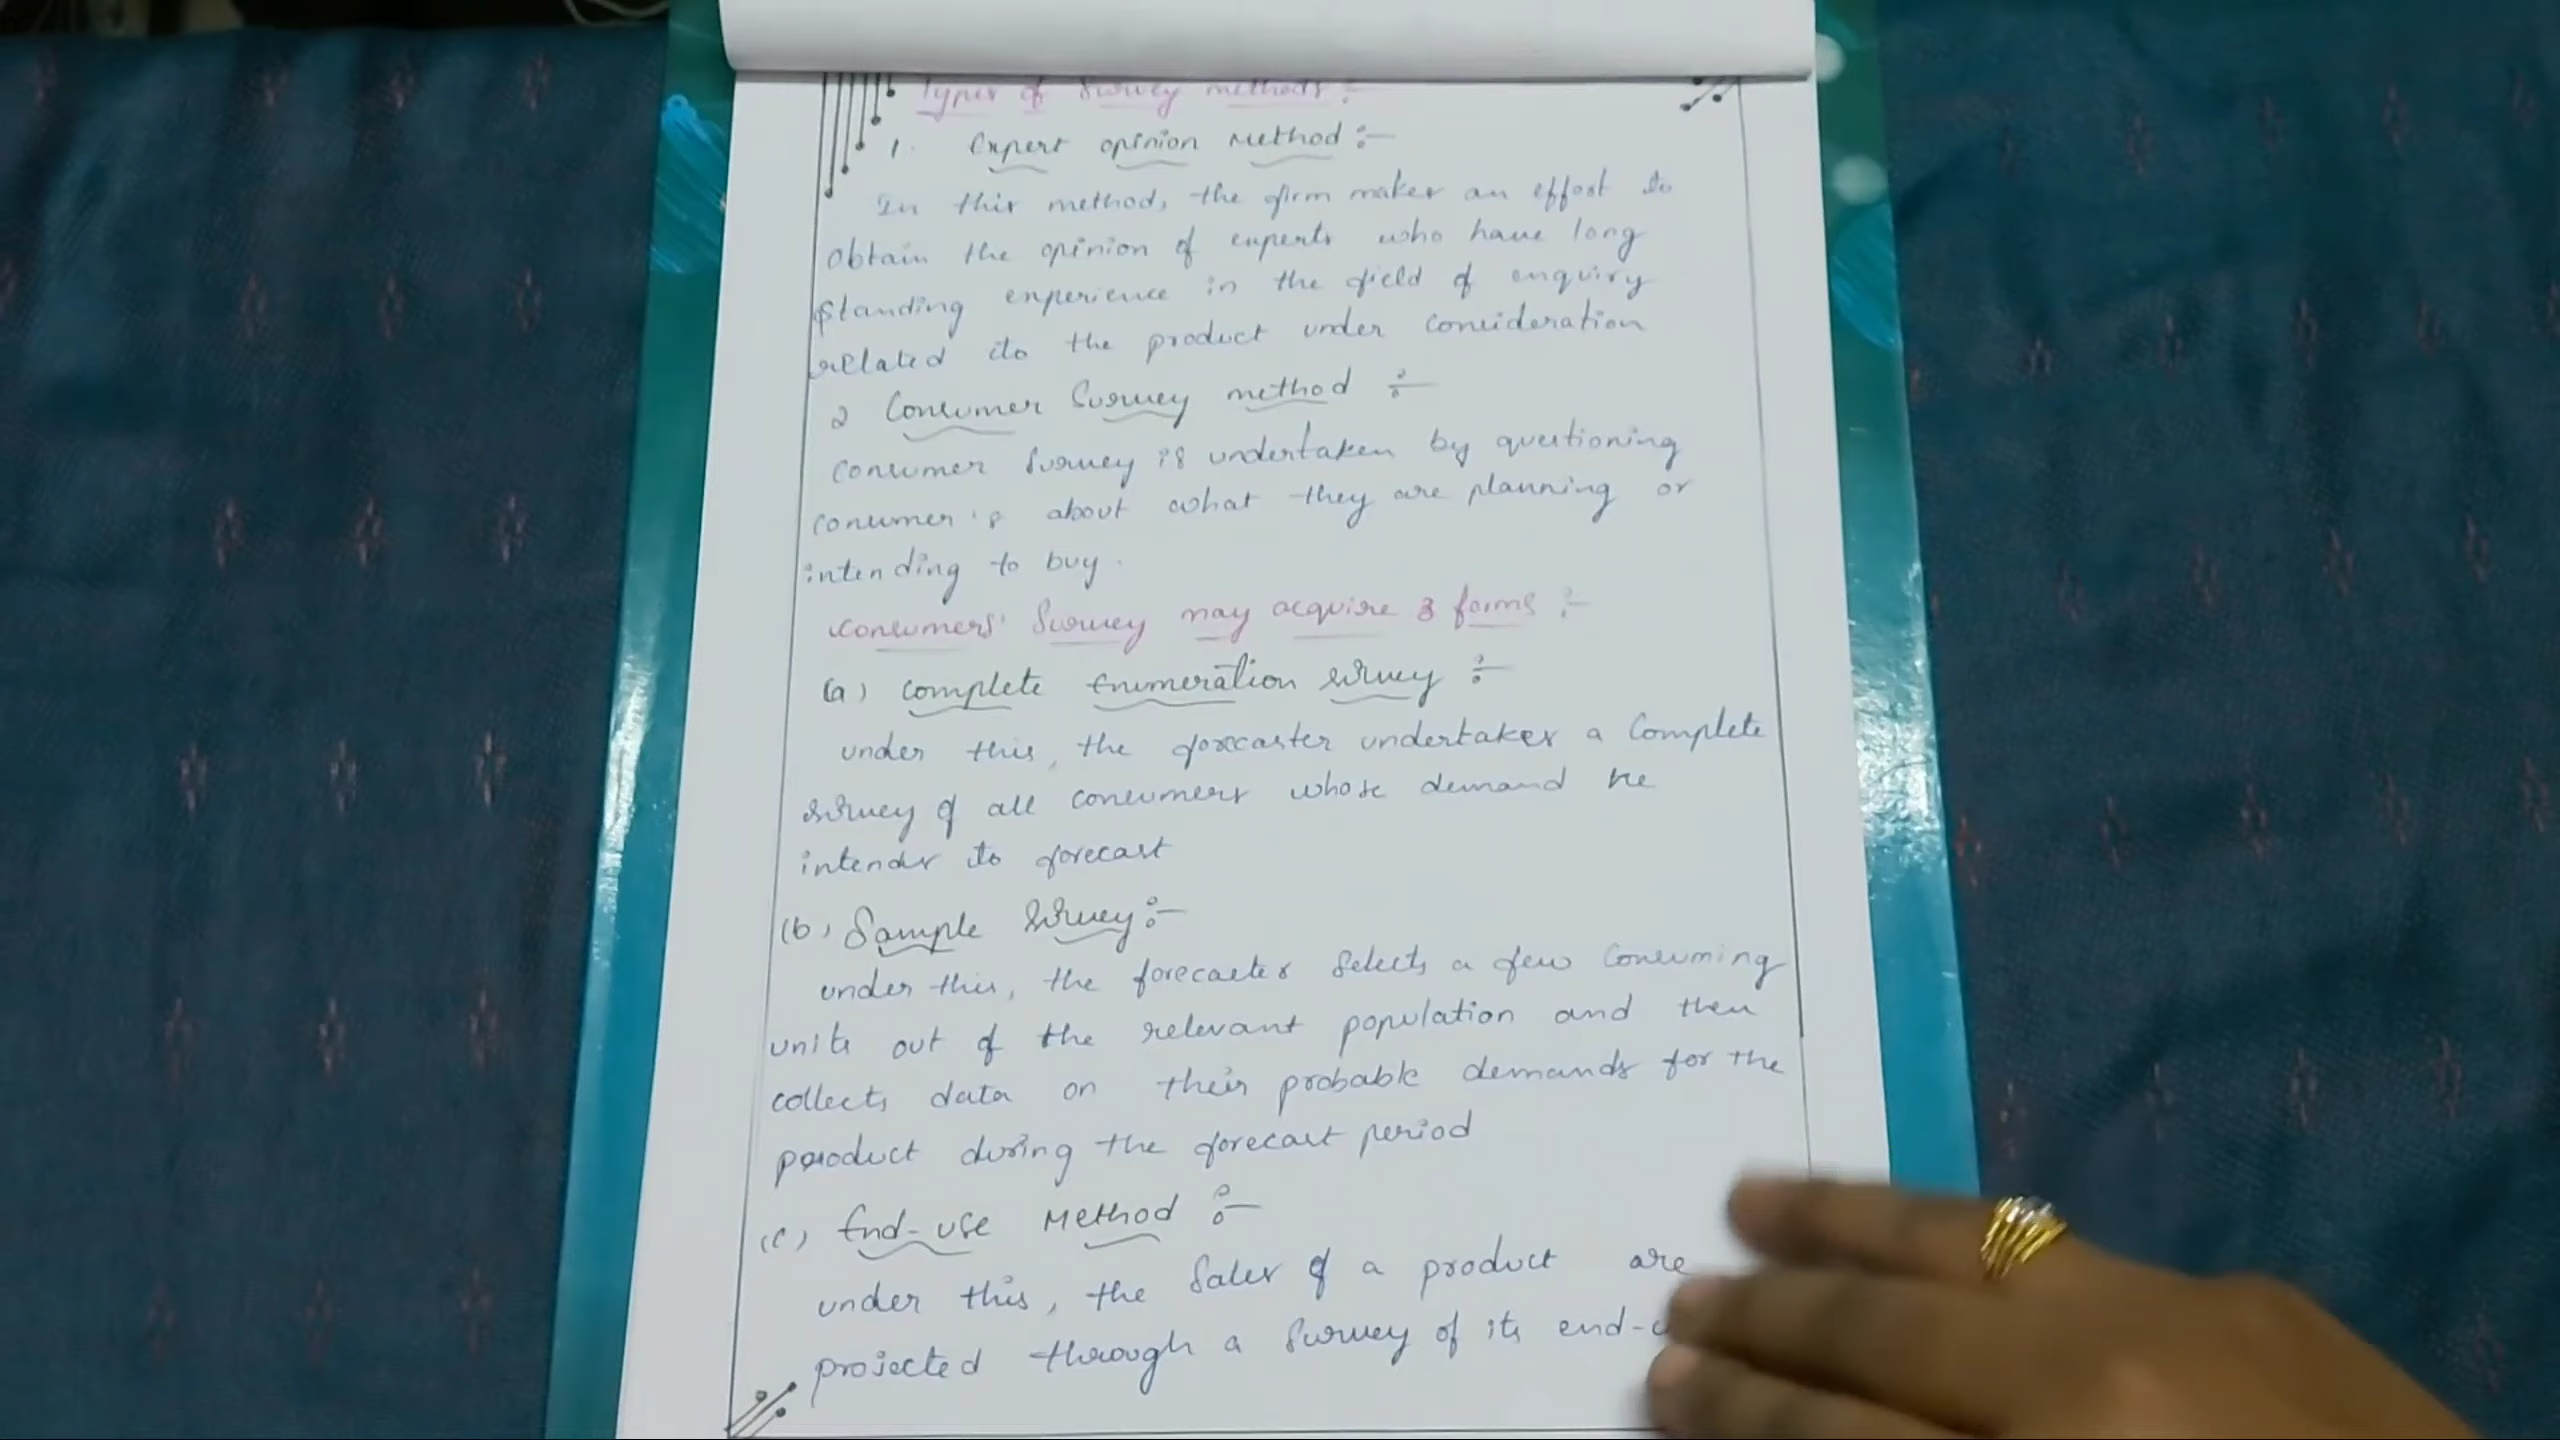 Types of Survey methods :-
1. Expert opinion Method :-
In this method, the firm makes an effort to
obtain the opinion of experts who have long
standing experience in the field of enquiry
related to the product under consideration
2 Consumer Survey method :-
Consumer Survey is undertaken by questioning
consumer's about what they are planning or
intending to buy.
Consumers' Survey may acquire 3 forms :-
(a) Complete Enumeration survey :-
under this, the forecaster undertakes a Complete
survey of all consumers whose demand he
intends to forecast
(b) Sample Survey :-
under this, the forecaster Selects a few Consuming
units out of the relevant population and then
collects data on their probable demands for the
product during the forecast period
(c) End-use Method :-
under this, the Sales of a product are
projected through a Survey of its end-